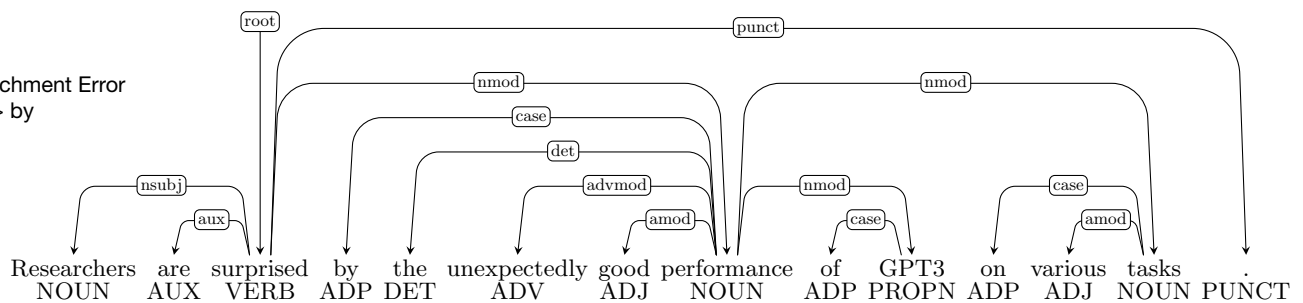 root
punct
chment Error
nmod nmod
by
case
det
nsubj advmod nmod case
aux amod case amod
Researchers are surprised by the unexpectedly good performance of GPT3 on various tasks .
NOUN AUX VERB ADP DET ADV ADJ NOUN ADP PROPN ADP ADJ NOUN PUNCT